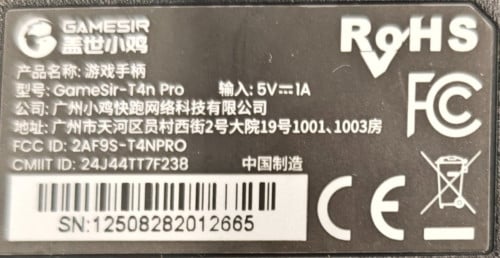 GAMESIR
盖世小鸡
RoHS
产品名称: 游戏手柄
型号: GameSir-T4n Pro 输入: 5V⎓1A
公司: 广州小鸡快跑网络科技有限公司
地址: 广州市天河区员村西街2号大院19号1001、1003房
FCC ID: 2AF9S-T4NPRO
CMIIT ID: 24J44TT7F238 中国制造
SN:12508282012665
FC
CE